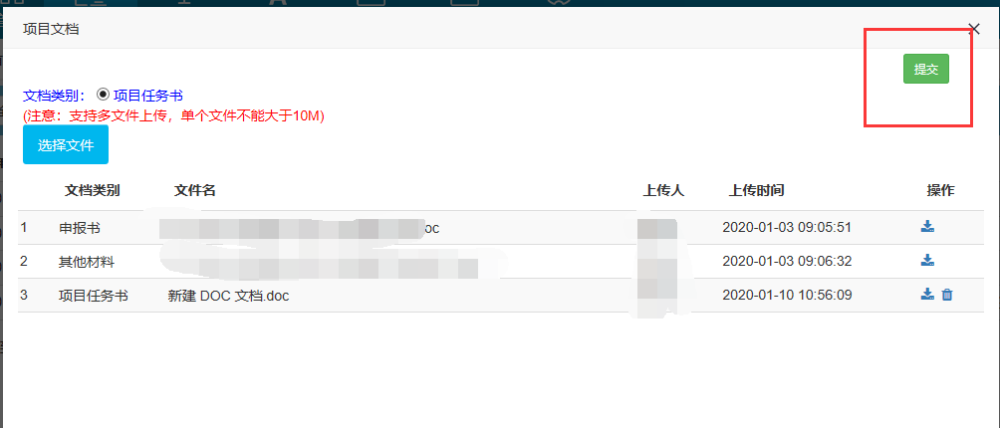 项目文档
提交
文档类别： 项目任务书
(注意：支持多文件上传，单个文件不能大于10M)
选择文件
文档类别 文件名 上传人 上传时间 操作
1 申报书 .oc 2020-01-03 09:05:51
2 其他材料 2020-01-03 09:06:32
3 项目任务书 新建 DOC 文档.doc 2020-01-10 10:56:09